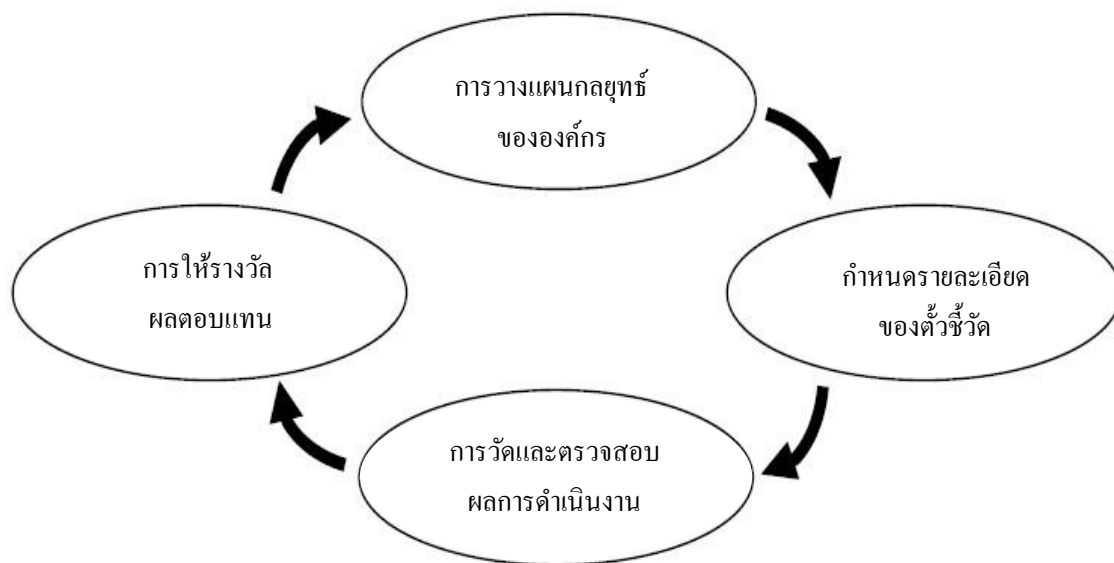 การวางแผนกลยุทธ์
ขององค์กร
การให้รางวัล
ผลตอบแทน
กำหนดรายละเอียด
ของตั้วชี้วัด
การวัดและตรวจสอบ
ผลการดำเนินงาน